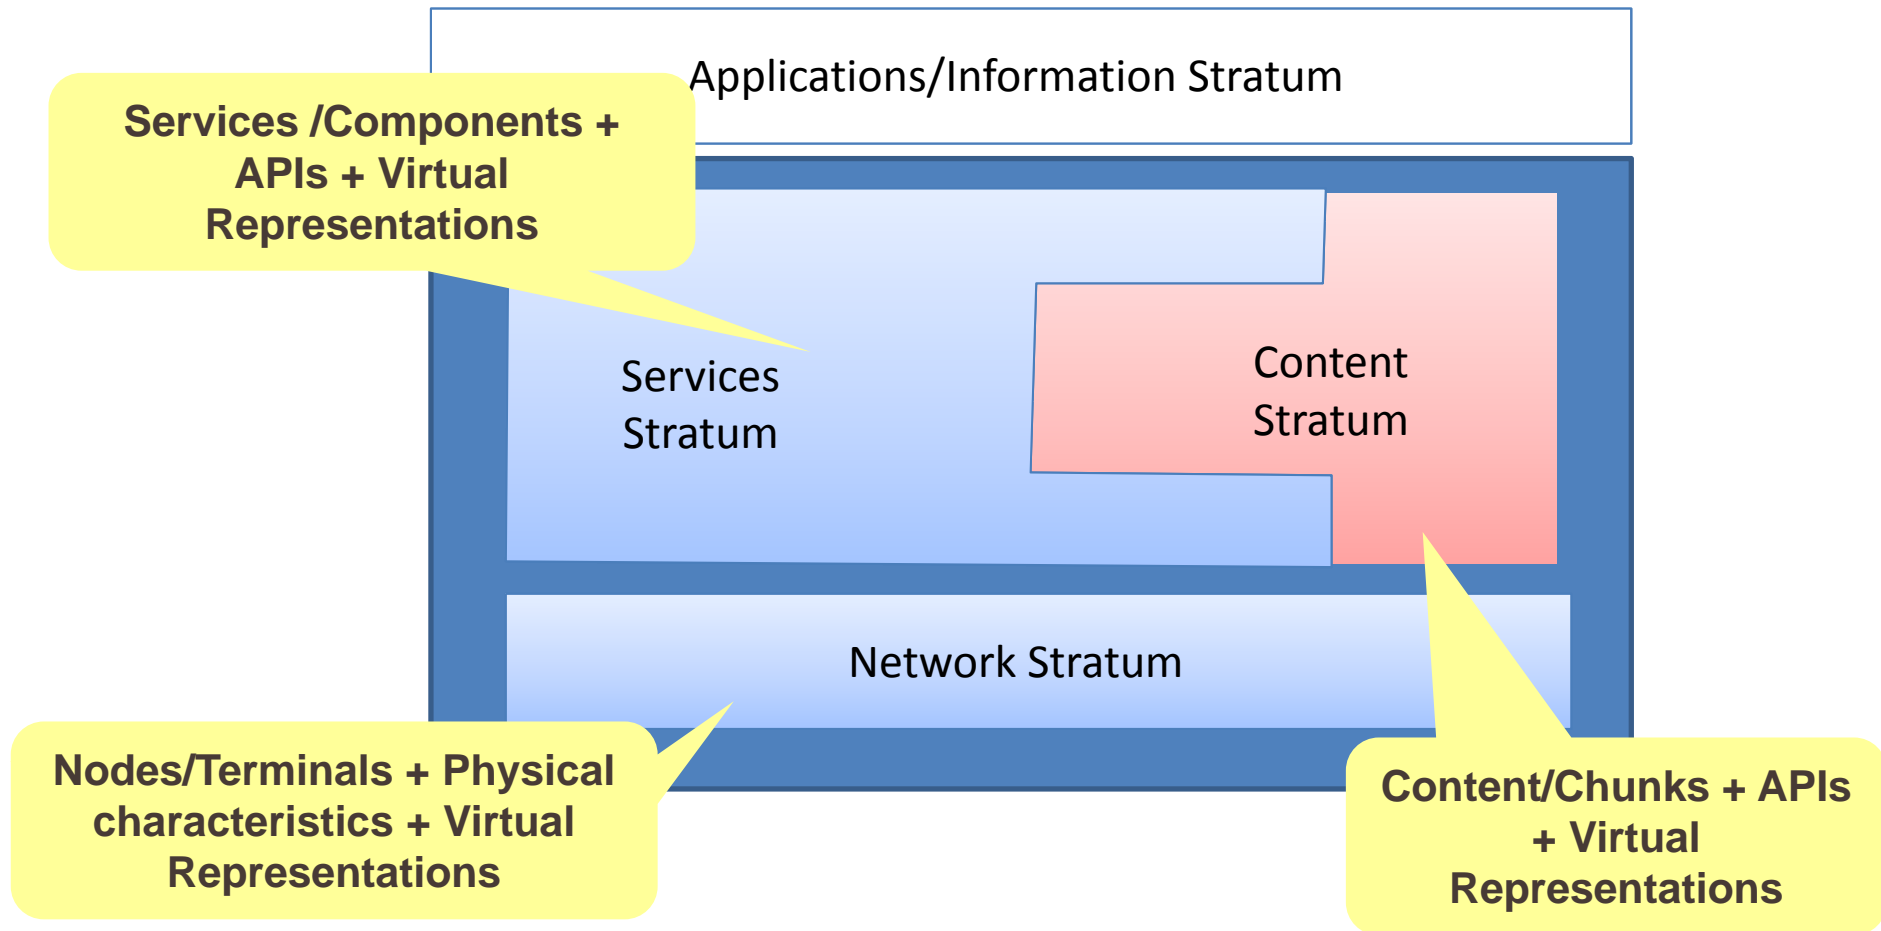 Applications/Information Stratum
Services /Components +
APIs + Virtual
Representations
Services
Stratum
Content
Stratum
Network Stratum
Nodes/Terminals + Physical
characteristics + Virtual
Representations
Content/Chunks + APIs
+ Virtual
Representations